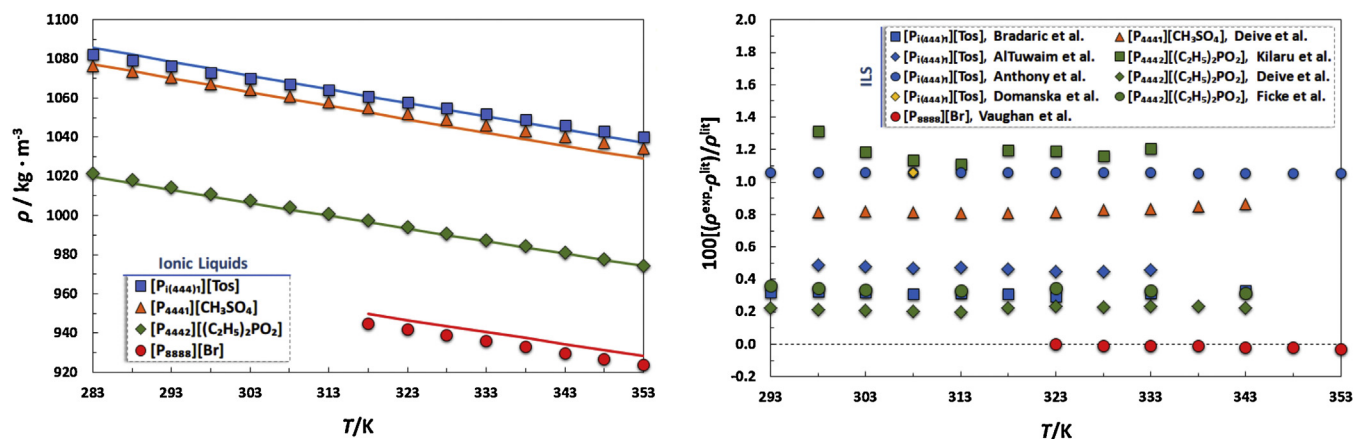 1100
1080
1060
1040
1020
1000
980
960
940
920
ρ / kg · m⁻³
Ionic Liquids
[Pᵢ₍₄₄₄₎₁][Tos]
[P₄₄₄₁][CH₃SO₄]
[P₄₄₄₂][(C₂H₅)₂PO₂]
[P₈₈₈₈][Br]
283 293 303 313 323 333 343 353
T/K
2.0
1.8
1.6
1.4
1.2
1.0
0.8
0.6
0.4
0.2
0.0
-0.2
100[(ρᵉˣᵖ-ρˡⁱᵗ)/ρˡⁱᵗ
ILS
[Pᵢ₍₄₄₄₎₁][Tos], Bradaric et al.
[Pᵢ₍₄₄₄₎₁][Tos], AlTuwaim et al.
[Pᵢ₍₄₄₄₎₁][Tos], Anthony et al.
[Pᵢ₍₄₄₄₎₁][Tos], Domanska et al.
[P₈₈₈₈][Br], Vaughan et al.
[P₄₄₄₁][CH₃SO₄], Deive et al.
[P₄₄₄₂][(C₂H₅)₂PO₂], Kilaru et al.
[P₄₄₄₂][(C₂H₅)₂PO₂], Deive et al.
[P₄₄₄₂][(C₂H₅)₂PO₂], Ficke et al.
293 303 313 323 333 343 353
T/K